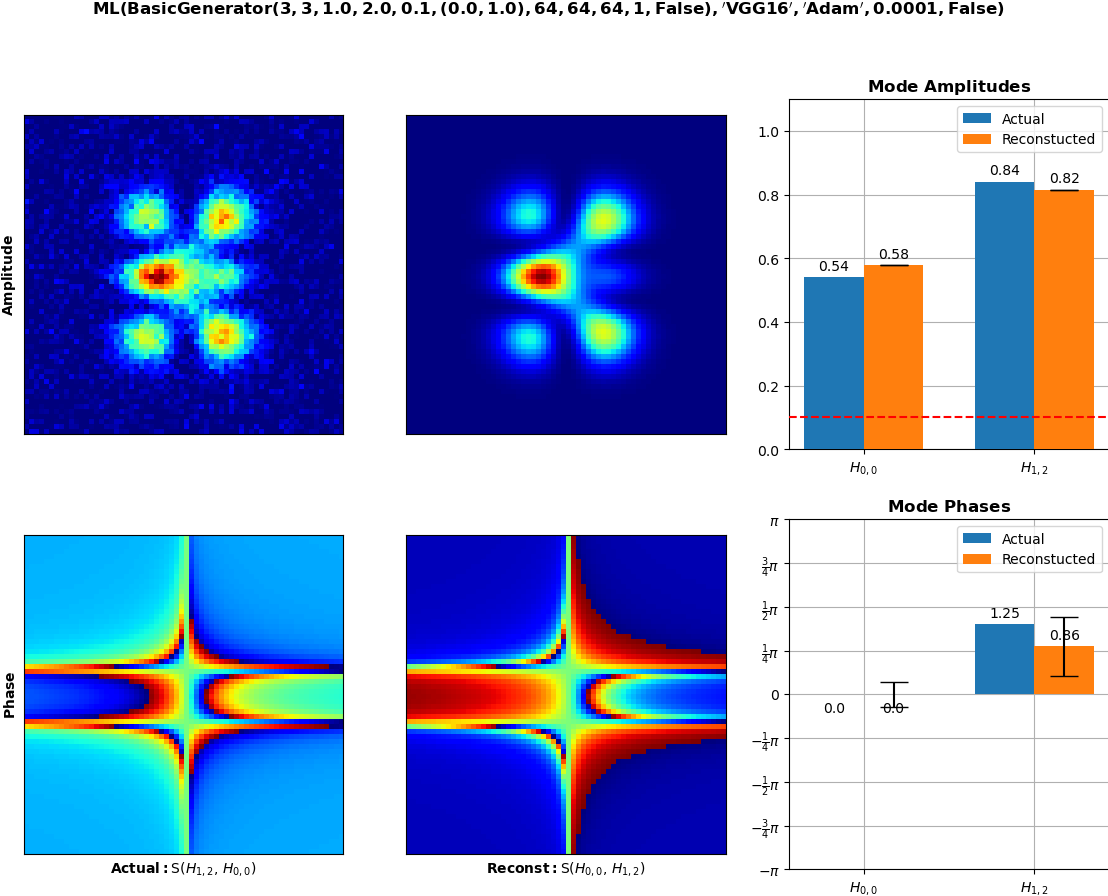 ML(BasicGenerator(3, 3, 1.0, 2.0, 0.1, (0.0, 1.0), 64, 64, 64, 1, False), ′VGG16′, ′Adam′, 0.0001, False)
Amplitude
Mode Amplitudes
Actual
Reconstucted
1.0
0.8
0.6
0.4
0.2
0.0
0.54
0.58
0.84
0.82
H₀,₀
H₁,₂
Phase
Actual: S(H₁,₂, H₀,₀)
Reconst: S(H₀,₀, H₁,₂)
Mode Phases
Actual
Reconstucted
π
3/4π
1/2π
1/4π
0
−1/4π
−1/2π
−3/4π
−π
0.0
0.0
1.25
0.86
H₀,₀
H₁,₂